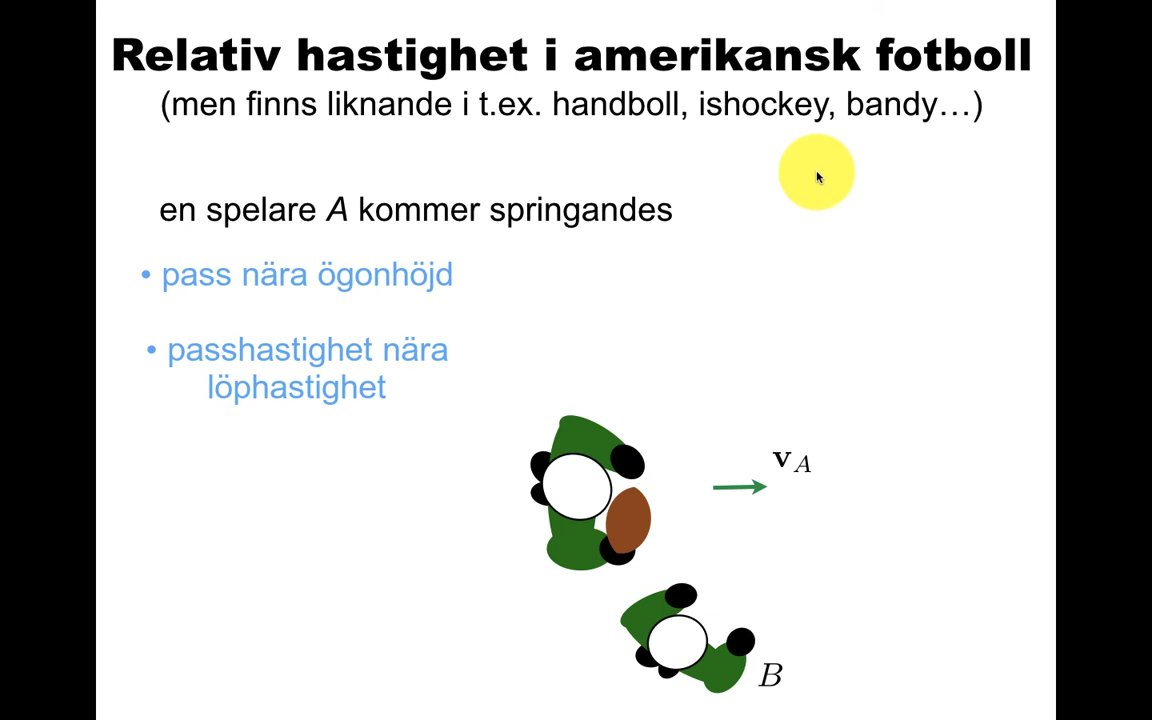 Relativ hastighet i amerikansk fotboll
(men finns liknande i t.ex. handboll, ishockey, bandy…)
en spelare A kommer springandes
• pass nära ögonhöjd
• passhastighet nära
löphastighet
v_A
B